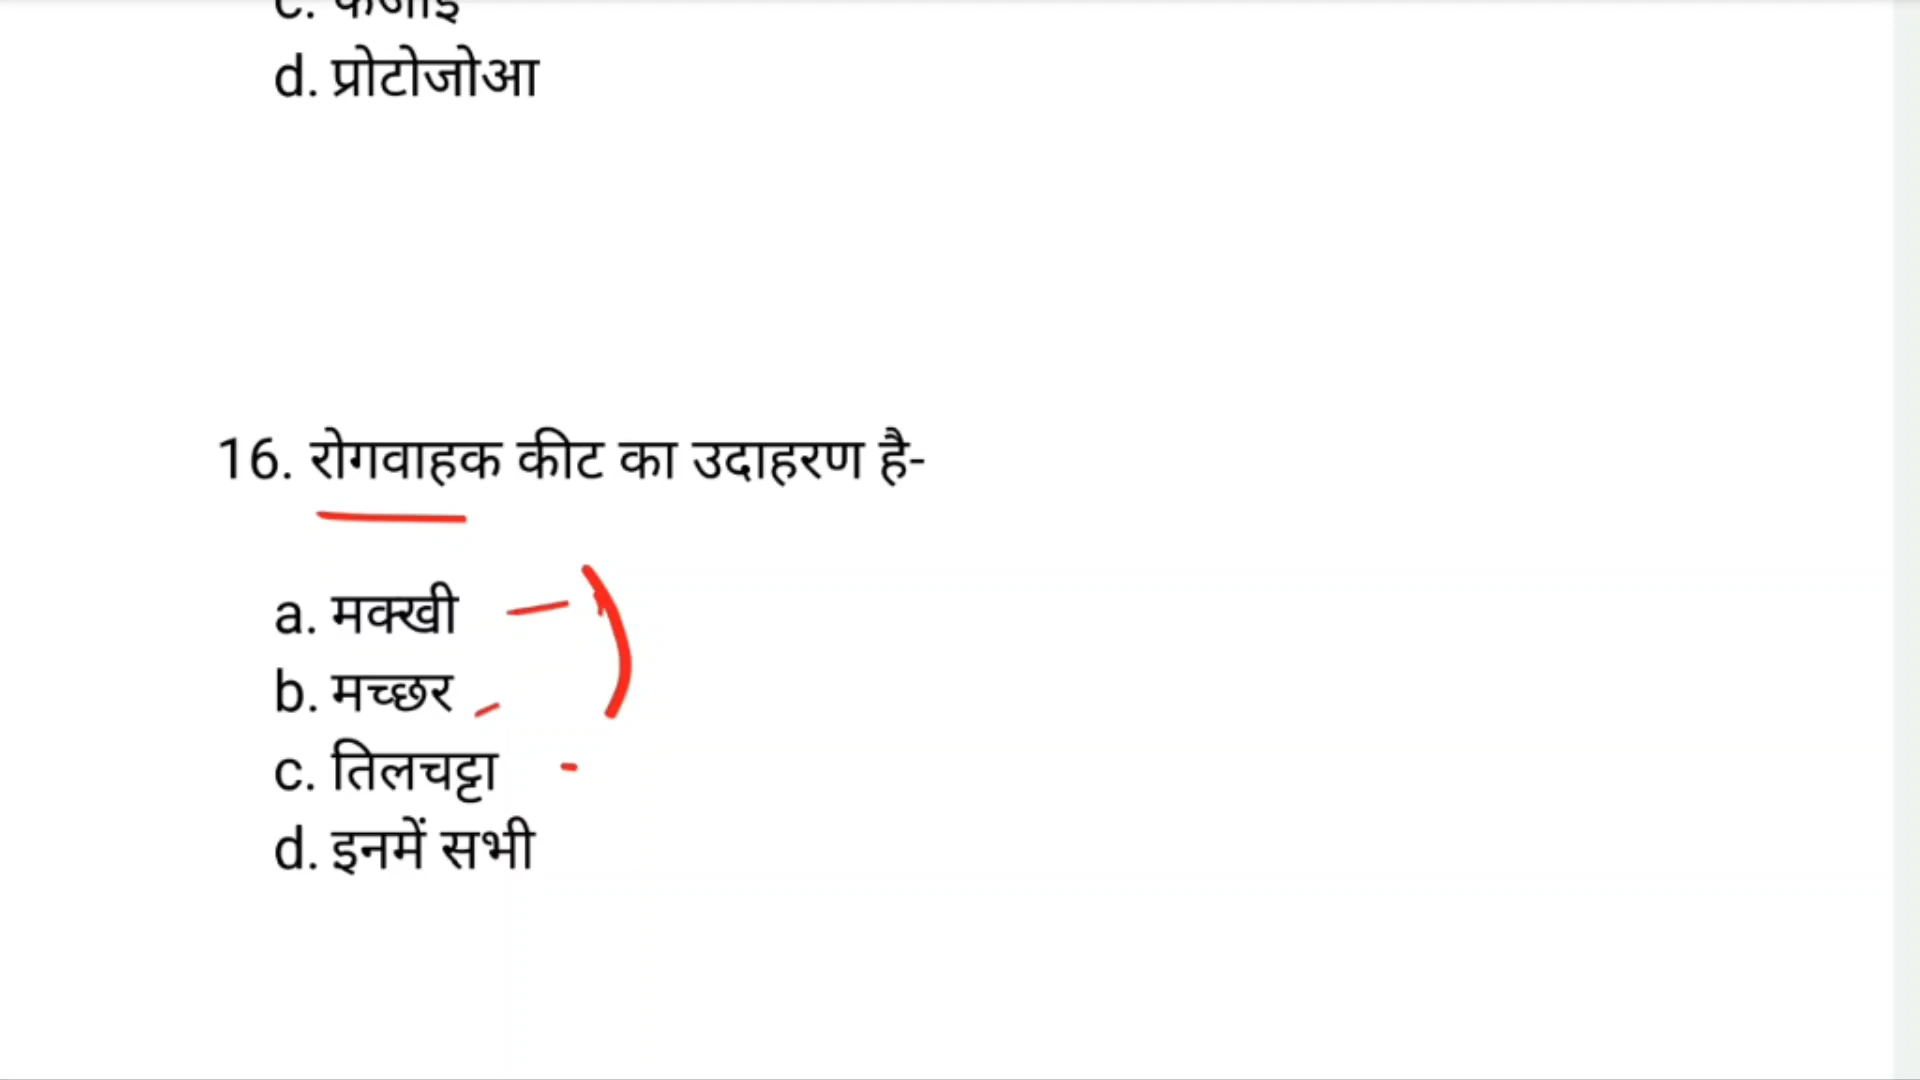 c.
d. प्रोटोजोआ
16. रोगवाहक कीट का उदाहरण है-
a. मक्खी
b. मच्छर
c. तिलचट्टा
d. इनमें सभी